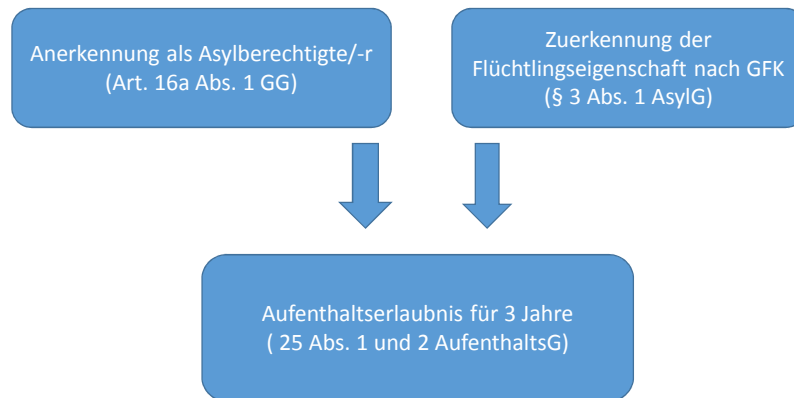 Anerkennung als Asylberechtigte/-r
(Art. 16a Abs. 1 GG)
Zuerkennung der
Flüchtlingseigenschaft nach GFK
(§ 3 Abs. 1 AsylG)
Aufenthaltserlaubnis für 3 Jahre
( 25 Abs. 1 und 2 AufenthaltsG)